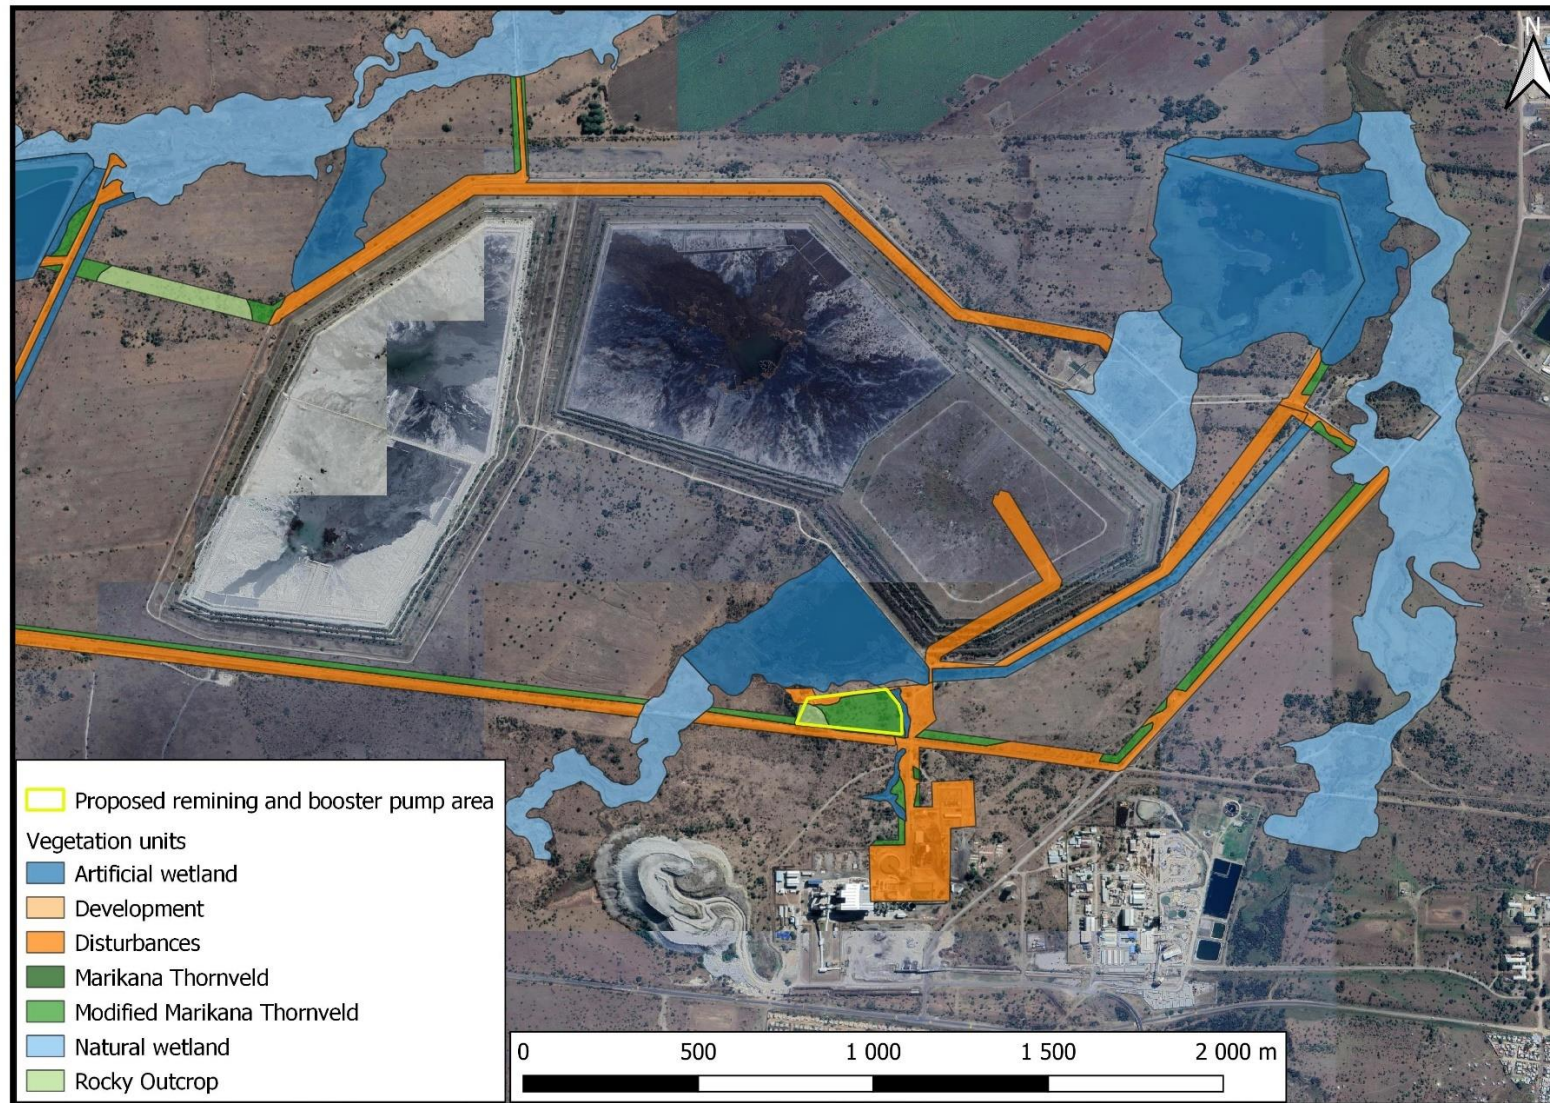 N
Proposed remining and booster pump area
Vegetation units
Artificial wetland
Development
Disturbances
Marikana Thornveld
Modified Marikana Thornveld
Natural wetland
Rocky Outcrop
0 500 1 000 1 500 2 000 m